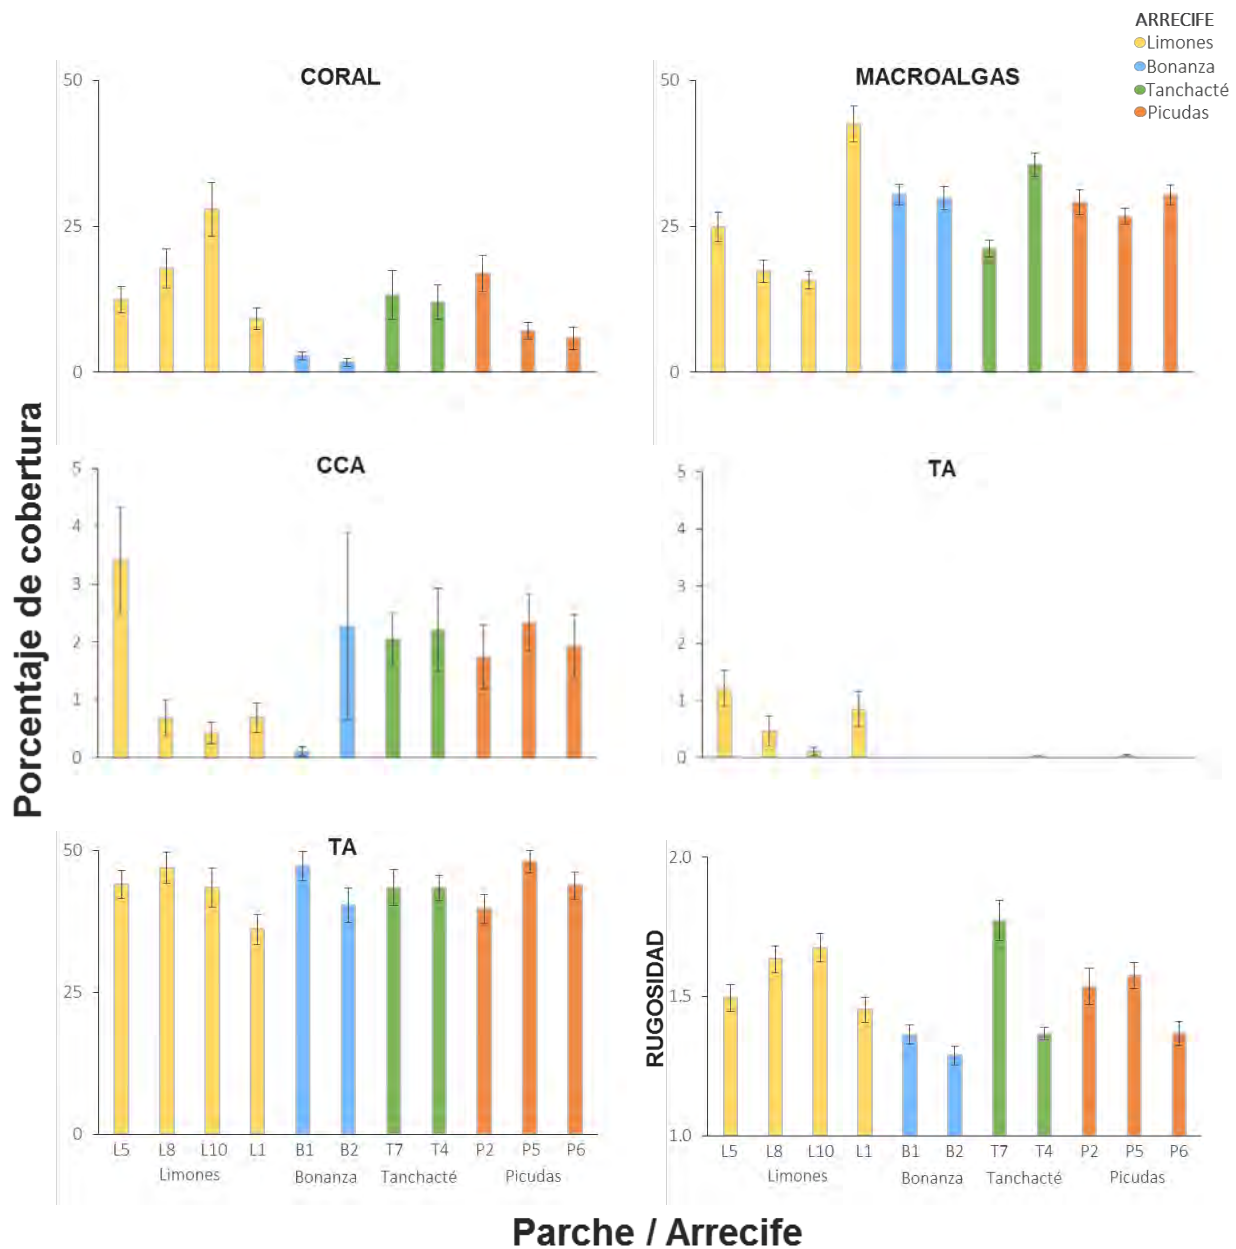 ARRECIFE
Limones
Bonanza
Tanchacté
Picudas
CORAL
50
25
0
MACROALGAS
50
25
0
Porcentaje de cobertura
CCA
5
4
3
2
1
0
TA
5
4
3
2
1
0
TA
50
25
0
L5 L8 L10 L1 B1 B2 T7 T4 P2 P5 P6
Limones Bonanza Tanchacté Picudas
RUGOSIDAD
2.0
1.5
1.0
L5 L8 L10 L1 B1 B2 T7 T4 P2 P5 P6
Limones Bonanza Tanchacté Picudas
Parche / Arrecife